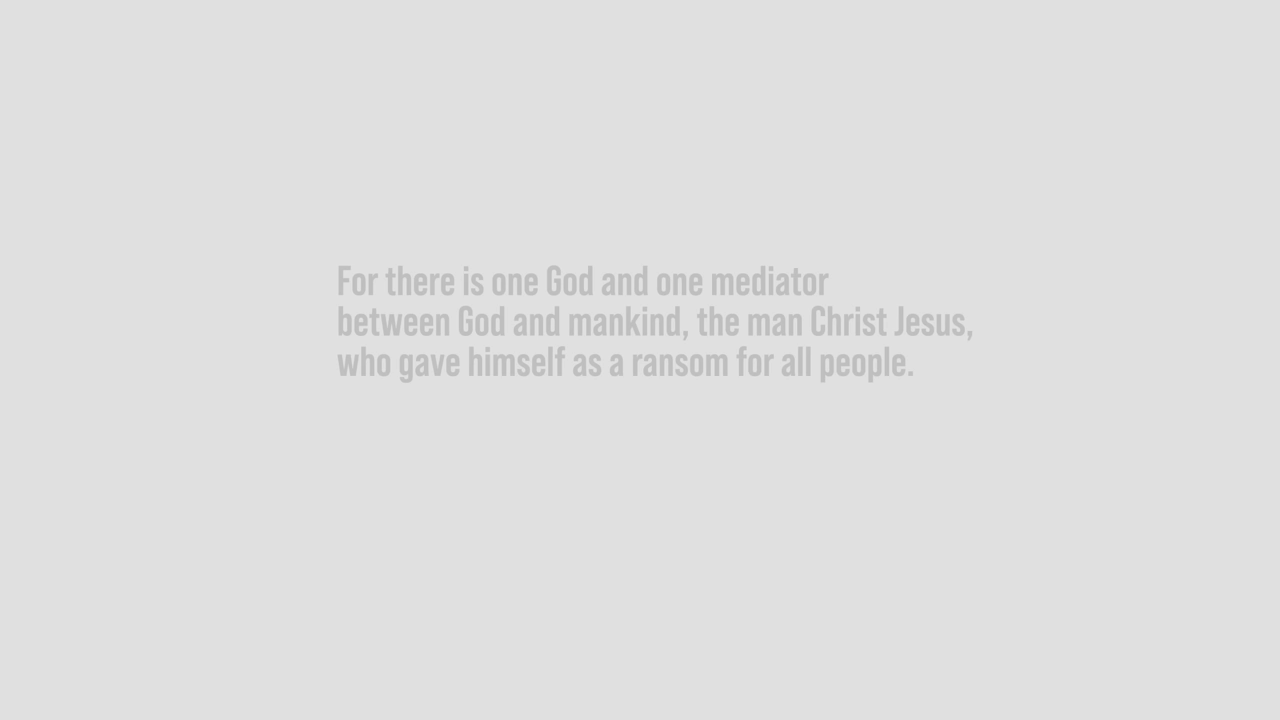 For there is one God and one mediator
between God and mankind, the man Christ Jesus,
who gave himself as a ransom for all people.